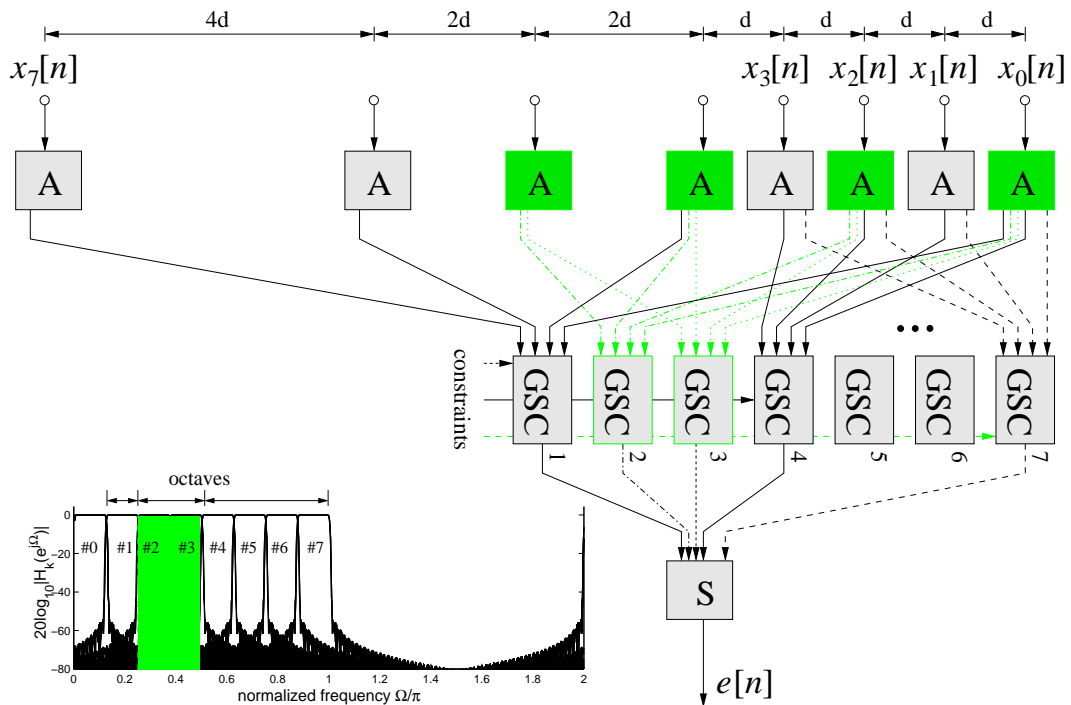 4d 2d 2d d d d d
x7[n] x3[n] x2[n] x1[n] x0[n]
A A A A A A A A
•••
constraints
GSC GSC GSC GSC GSC GSC GSC
1 2 3 4 5 6 7
octaves
#0 #1 #2 #3 #4 #5 #6 #7
20log10|Hk(e^jΩ)|
0
−20
−40
−60
−80
0 0.2 0.4 0.6 0.8 1 1.2 1.4 1.6 1.8 2
normalized frequency Ω/π
S
e[n]